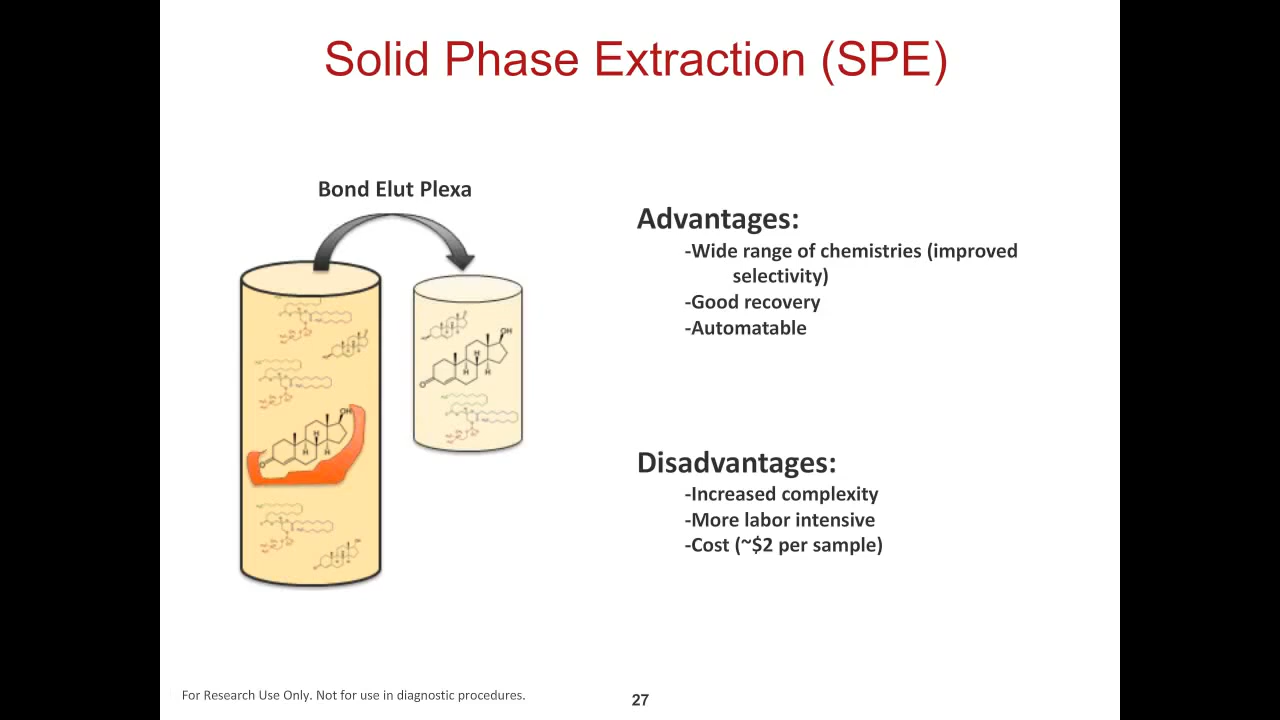 Solid Phase Extraction (SPE)
Bond Elut Plexa
Advantages:
-Wide range of chemistries (improved
selectivity)
-Good recovery
-Automatable
OH
H
H
H
O
OH
H
H
H
O
Disadvantages:
-Increased complexity
-More labor intensive
-Cost (~$2 per sample)
For Research Use Only. Not for use in diagnostic procedures.
27